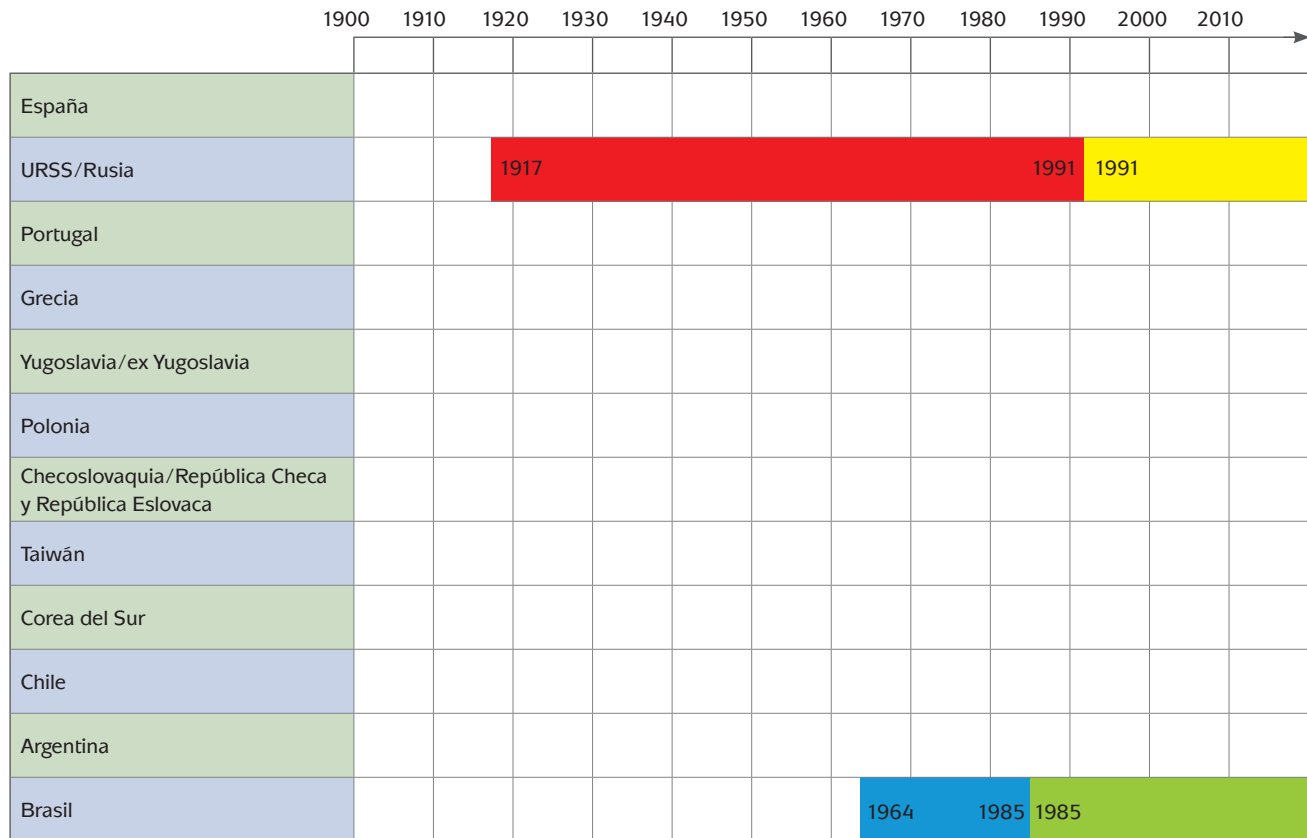 1900 1910 1920 1930 1940 1950 1960 1970 1980 1990 2000 2010
España
URSS/Rusia 1917 1991 1991
Portugal
Grecia
Yugoslavia/ex Yugoslavia
Polonia
Checoslovaquia/República Checa
y República Eslovaca
Taiwán
Corea del Sur
Chile
Argentina
Brasil 1964 1985 1985